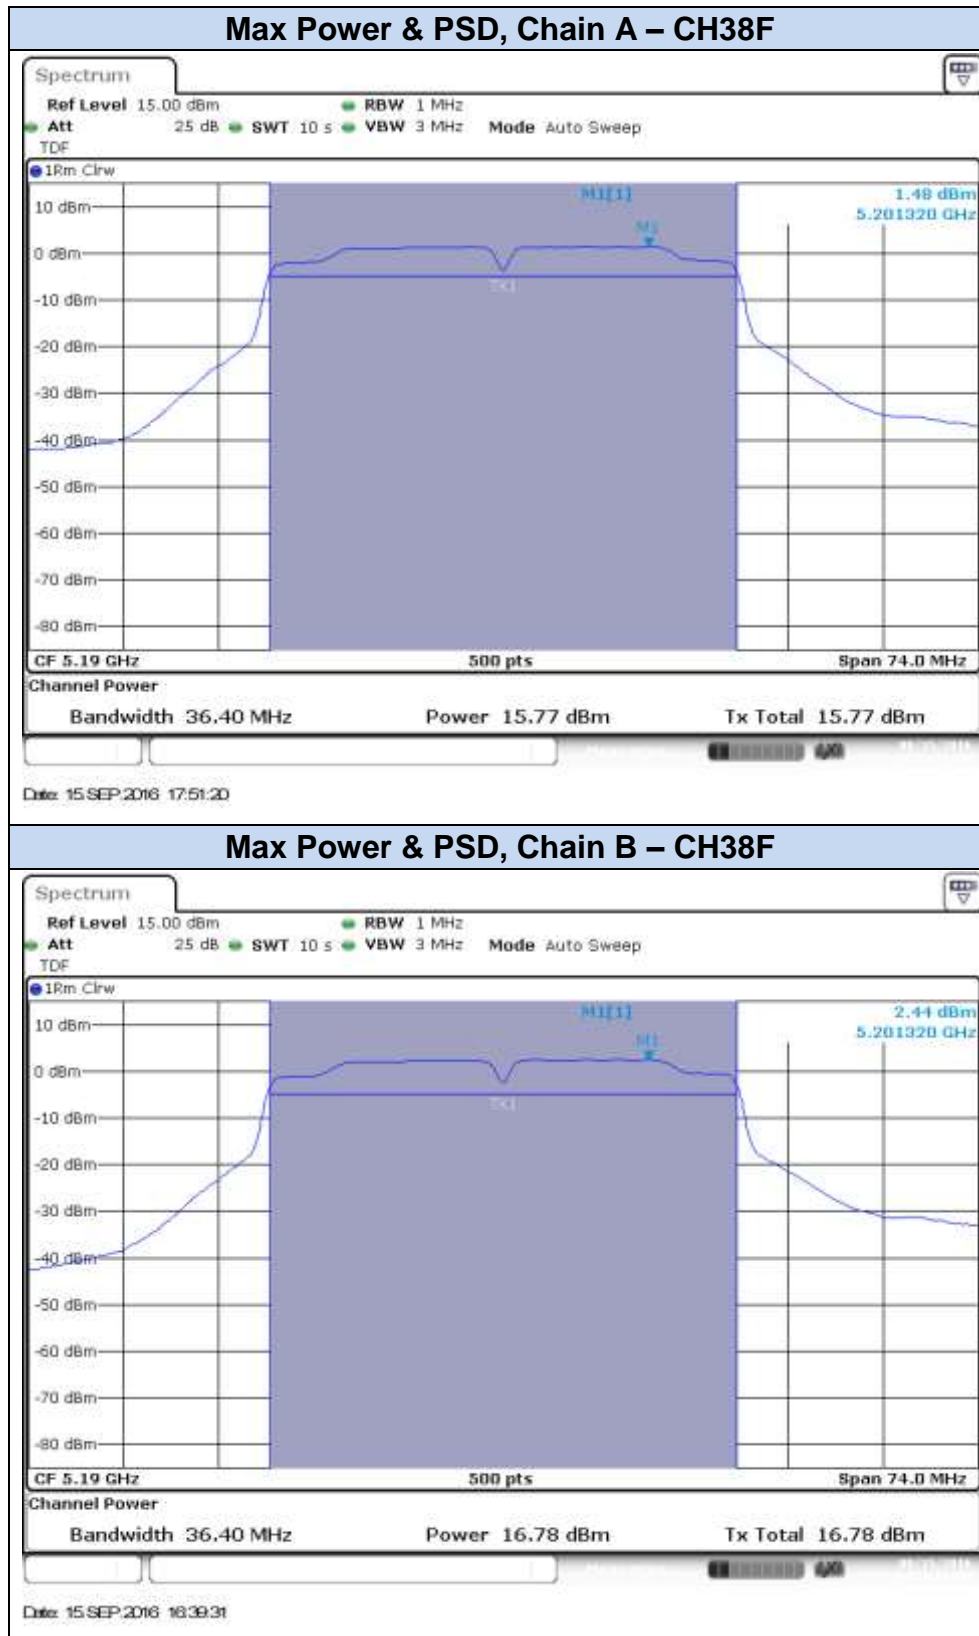 Max Power & PSD, Chain A – CH38F
Spectrum
Ref Level 15.00 dBm RBW 1 MHz
Att 25 dB SWT 10 s VBW 3 MHz Mode Auto Sweep
TDF
1Rm Clrw
M1[1] 1.48 dBm
5.201320 GHz
10 dBm
M1
0 dBm
TX1
-10 dBm
-20 dBm
-30 dBm
-40 dBm
-50 dBm
-60 dBm
-70 dBm
-80 dBm
CF 5.19 GHz 500 pts Span 74.0 MHz
Channel Power
Bandwidth 36.40 MHz Power 15.77 dBm Tx Total 15.77 dBm
Date: 15.SEP.2016 17:51:20
Max Power & PSD, Chain B – CH38F
Spectrum
Ref Level 15.00 dBm RBW 1 MHz
Att 25 dB SWT 10 s VBW 3 MHz Mode Auto Sweep
TDF
1Rm Clrw
M1[1] 2.44 dBm
5.201320 GHz
10 dBm
M1
0 dBm
TX1
-10 dBm
-20 dBm
-30 dBm
-40 dBm
-50 dBm
-60 dBm
-70 dBm
-80 dBm
CF 5.19 GHz 500 pts Span 74.0 MHz
Channel Power
Bandwidth 36.40 MHz Power 16.78 dBm Tx Total 16.78 dBm
Date: 15.SEP.2016 16:39:31